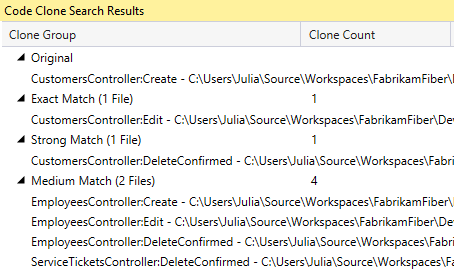 Code Clone Search Results
Clone Group Clone Count
Original
CustomersController:Create - C:\Users\Julia\Source\Workspaces\FabrikamFiber\
Exact Match (1 File) 1
CustomersController:Edit - C:\Users\Julia\Source\Workspaces\FabrikamFiber\De
Strong Match (1 File) 1
CustomersController:DeleteConfirmed - C:\Users\Julia\Source\Workspaces\Fabri
Medium Match (2 Files) 4
EmployeesController:Create - C:\Users\Julia\Source\Workspaces\FabrikamFiber\
EmployeesController:Edit - C:\Users\Julia\Source\Workspaces\FabrikamFiber\De
EmployeesController:DeleteConfirmed - C:\Users\Julia\Source\Workspaces\Fabri
ServiceTicketsController:DeleteConfirmed - C:\Users\Julia\Source\Workspaces\